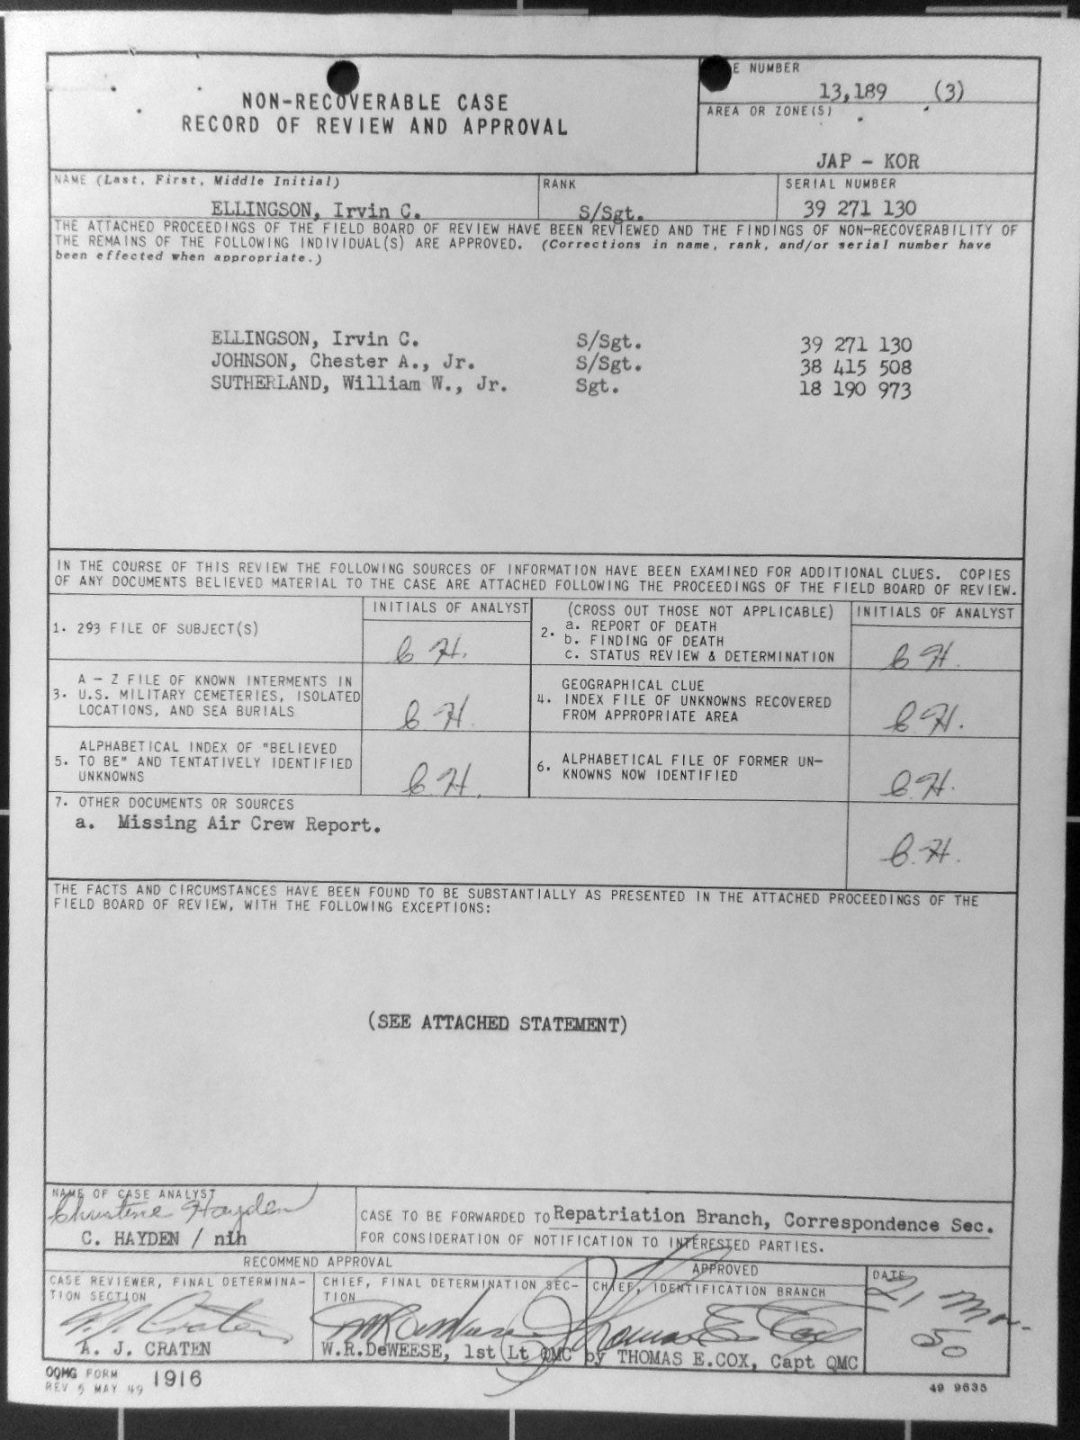 NON-RECOVERABLE CASE
RECORD OF REVIEW AND APPROVAL
E NUMBER
13,189 (3)
AREA OR ZONE(S)
JAP - KOR
NAME (Last, First, Middle Initial)
ELLINGSON, Irvin C.
RANK
S/Sgt.
SERIAL NUMBER
39 271 130
THE ATTACHED PROCEEDINGS OF THE FIELD BOARD OF REVIEW HAVE BEEN REVIEWED AND THE FINDINGS OF NON-RECOVERABILITY OF
THE REMAINS OF THE FOLLOWING INDIVIDUAL(S) ARE APPROVED. (Corrections in name, rank, and/or serial number have
been effected when appropriate.)
ELLINGSON, Irvin C. S/Sgt. 39 271 130
JOHNSON, Chester A., Jr. S/Sgt. 38 415 508
SUTHERLAND, William W., Jr. Sgt. 18 190 973
IN THE COURSE OF THIS REVIEW THE FOLLOWING SOURCES OF INFORMATION HAVE BEEN EXAMINED FOR ADDITIONAL CLUES. COPIES
OF ANY DOCUMENTS BELIEVED MATERIAL TO THE CASE ARE ATTACHED FOLLOWING THE PROCEEDINGS OF THE FIELD BOARD OF REVIEW.
1. 293 FILE OF SUBJECT(S)
INITIALS OF ANALYST
C. H.
2. (CROSS OUT THOSE NOT APPLICABLE)
a. REPORT OF DEATH
b. FINDING OF DEATH
c. STATUS REVIEW & DETERMINATION
INITIALS OF ANALYST
C. H.
3. A - Z FILE OF KNOWN INTERMENTS IN
U.S. MILITARY CEMETERIES, ISOLATED
LOCATIONS, AND SEA BURIALS
C. H.
4. GEOGRAPHICAL CLUE
INDEX FILE OF UNKNOWNS RECOVERED
FROM APPROPRIATE AREA
C. H.
5. ALPHABETICAL INDEX OF "BELIEVED
TO BE" AND TENTATIVELY IDENTIFIED
UNKNOWNS
C. H.
6. ALPHABETICAL FILE OF FORMER UN-
KNOWNS NOW IDENTIFIED
C. H.
7. OTHER DOCUMENTS OR SOURCES
a. Missing Air Crew Report.
C. H.
THE FACTS AND CIRCUMSTANCES HAVE BEEN FOUND TO BE SUBSTANTIALLY AS PRESENTED IN THE ATTACHED PROCEEDINGS OF THE
FIELD BOARD OF REVIEW, WITH THE FOLLOWING EXCEPTIONS:
(SEE ATTACHED STATEMENT)
NAME OF CASE ANALYST
Christine Hayden
C. HAYDEN / nih
CASE TO BE FORWARDED TO Repatriation Branch, Correspondence Sec.
FOR CONSIDERATION OF NOTIFICATION TO INTERESTED PARTIES.
RECOMMEND APPROVAL
APPROVED
CASE REVIEWER, FINAL DETERMINA-
TION SECTION
A. J. Craten
A. J. CRATEN
CHIEF, FINAL DETERMINATION SEC-
TION
W.R.DeWEESE, 1st Lt QMC
CHIEF, IDENTIFICATION BRANCH
Thomas E. Cox
by THOMAS E.COX, Capt QMC
DATE
21 Mar.
50
OQMG FORM
REV 5 MAY 49 1916
49 9635